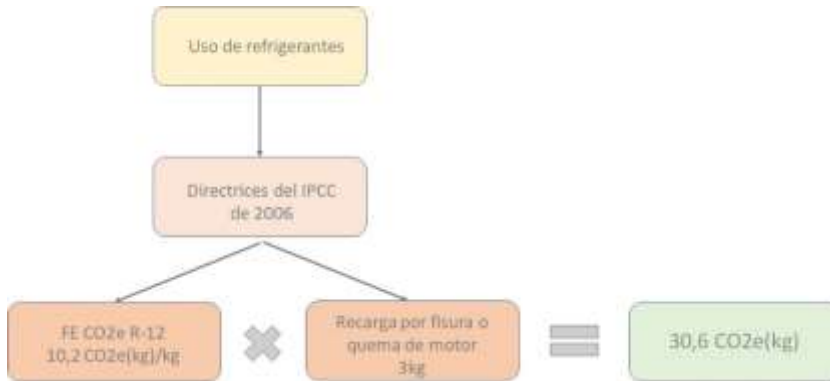 Uso de refrigerantes
Directrices del IPCC
de 2006
FE CO2e R-12
10,2 CO2e(kg)/kg
Recarga por fisura o
quema de motor
3kg
30,6 CO2e(kg)